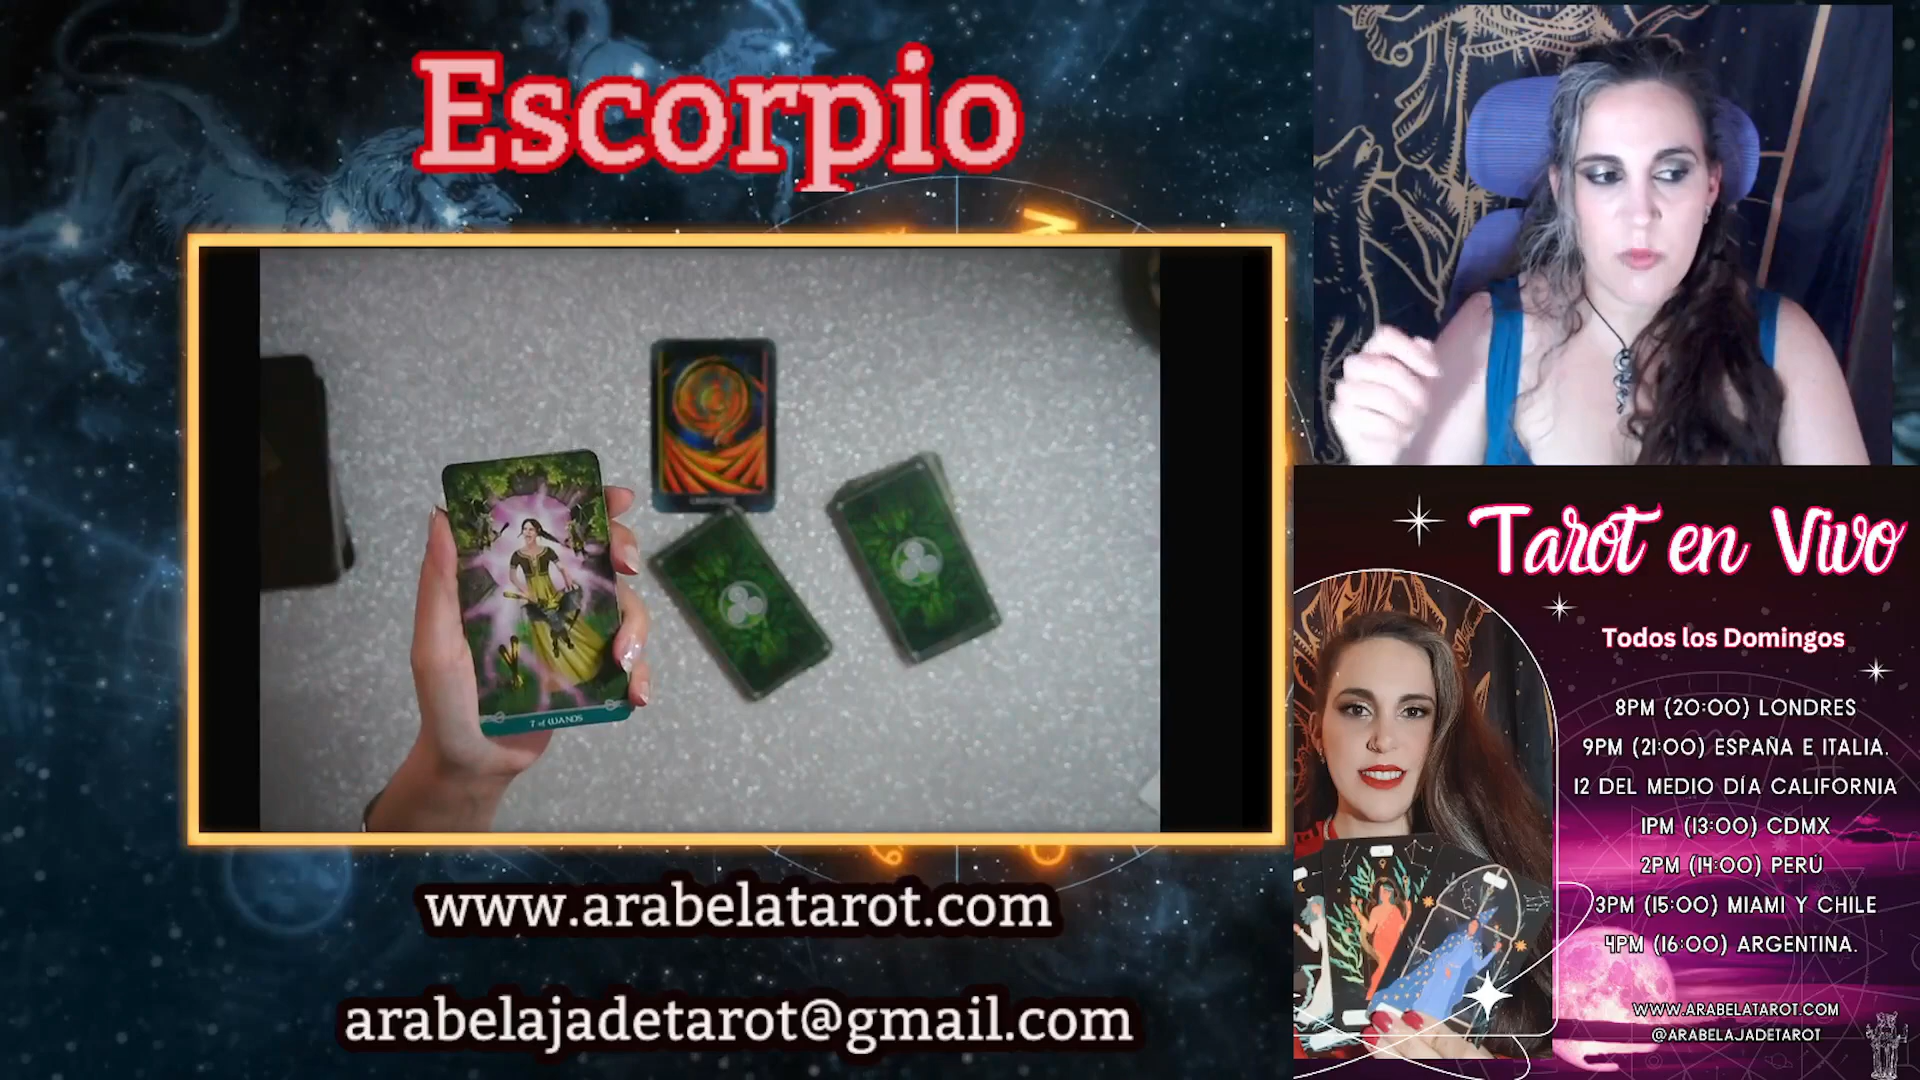 Escorpio
7 of WANDS
www.arabelatarot.com
arabelajadetarot@gmail.com
Tarot en Vivo
Todos los Domingos
8PM (20:00) LONDRES
9PM (21:00) ESPAÑA E ITALIA.
12 DEL MEDIO DÍA CALIFORNIA
1PM (13:00) CDMX
2PM (14:00) PERÚ
3PM (15:00) MIAMI Y CHILE
4PM (16:00) ARGENTINA.
WWW.ARABELATAROT.COM
@ARABELAJADETAROT